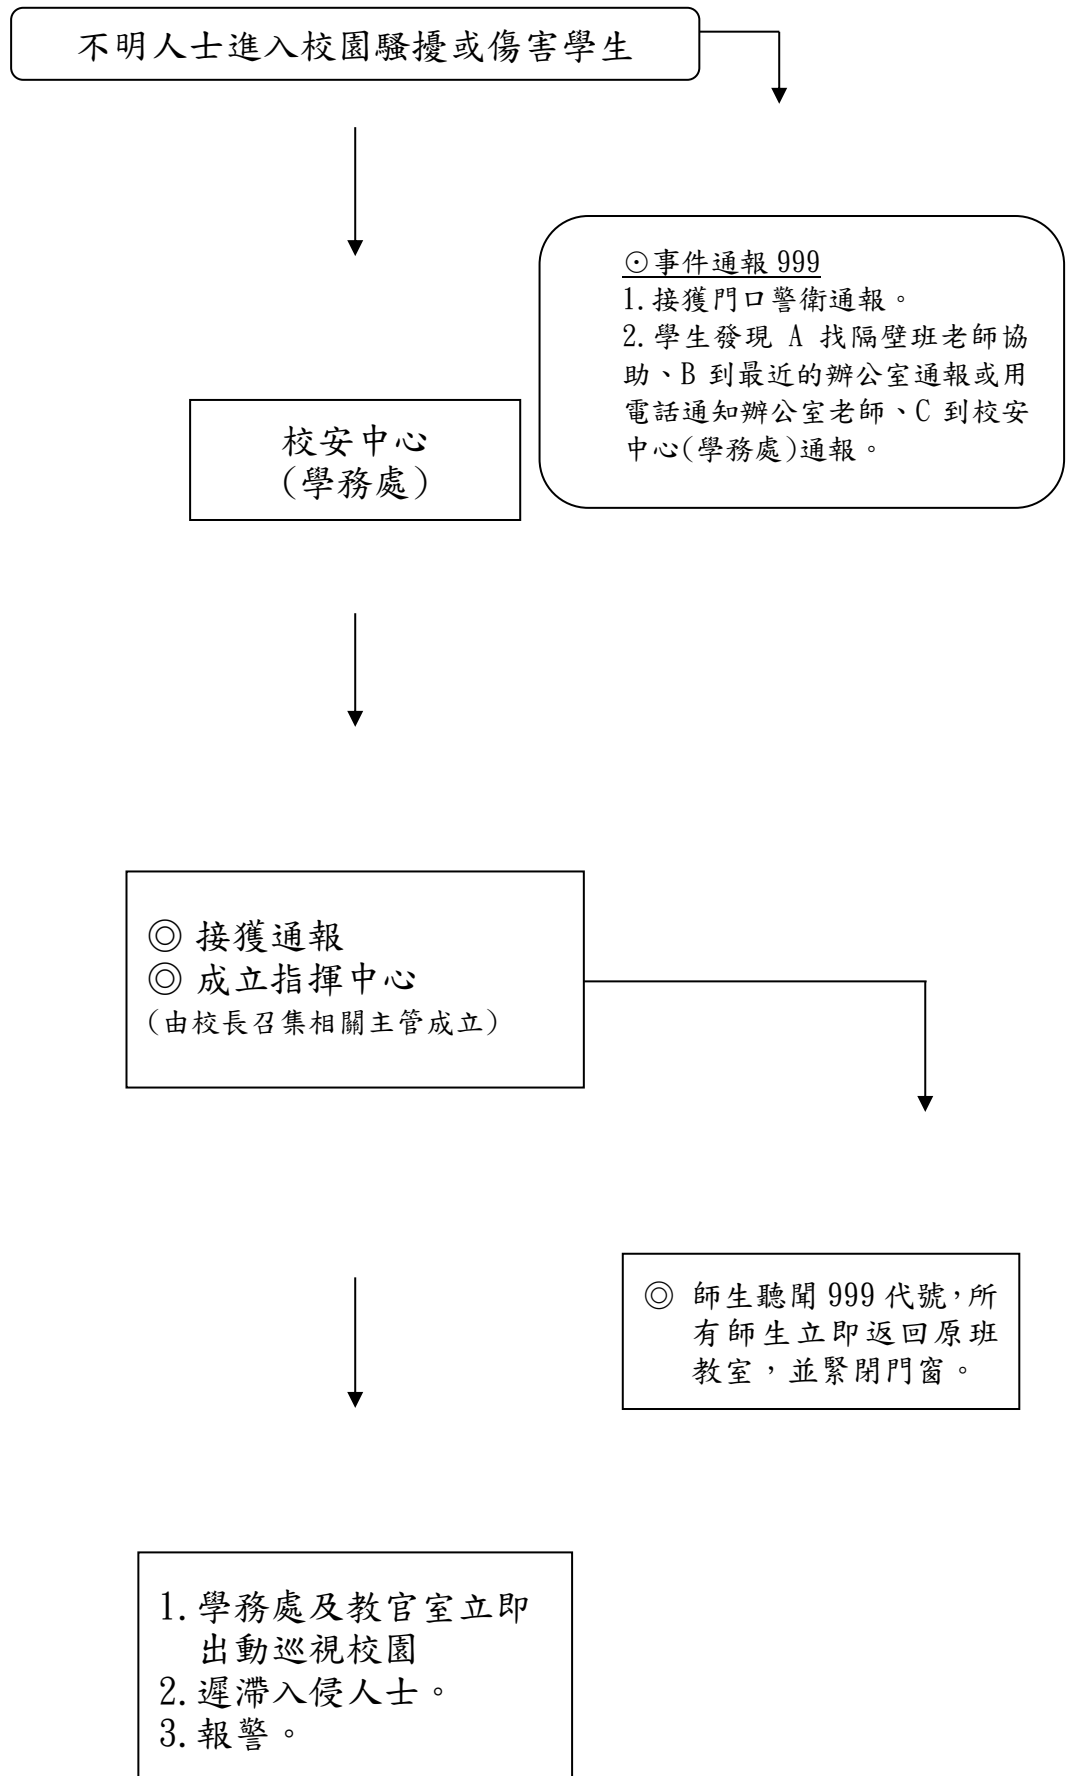 不明人士進入校園騷擾或傷害學生
⊙事件通報 999
1.接獲門口警衛通報。
2.學生發現 A 找隔壁班老師協
助、B 到最近的辦公室通報或用
電話通知辦公室老師、C 到校安
中心(學務處)通報。
校安中心
(學務處)
◎ 接獲通報
◎ 成立指揮中心
(由校長召集相關主管成立)
◎ 師生聽聞 999 代號，所
有師生立即返回原班
教室，並緊閉門窗。
1.學務處及教官室立即
出動巡視校園
2.遲滯入侵人士。
3.報警。